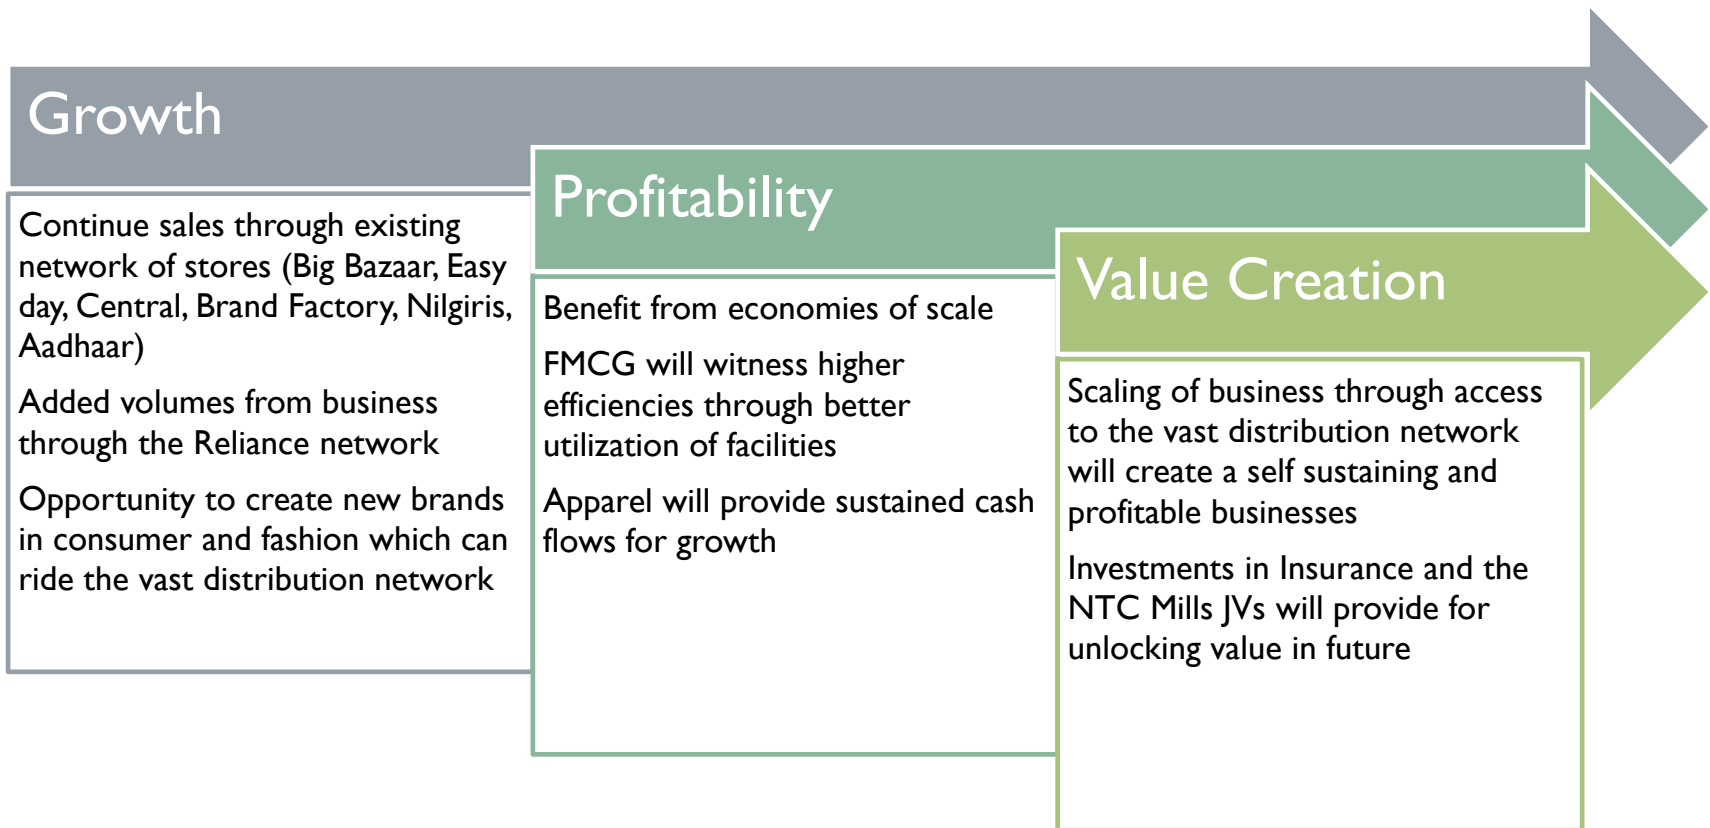 Growth
Continue sales through existing
network of stores (Big Bazaar, Easy
day, Central, Brand Factory, Nilgiris,
Aadhaar)
Added volumes from business
through the Reliance network
Opportunity to create new brands
in consumer and fashion which can
ride the vast distribution network
Profitability
Benefit from economies of scale
FMCG will witness higher
efficiencies through better
utilization of facilities
Apparel will provide sustained cash
flows for growth
Value Creation
Scaling of business through access
to the vast distribution network
will create a self sustaining and
profitable businesses
Investments in Insurance and the
NTC Mills JVs will provide for
unlocking value in future